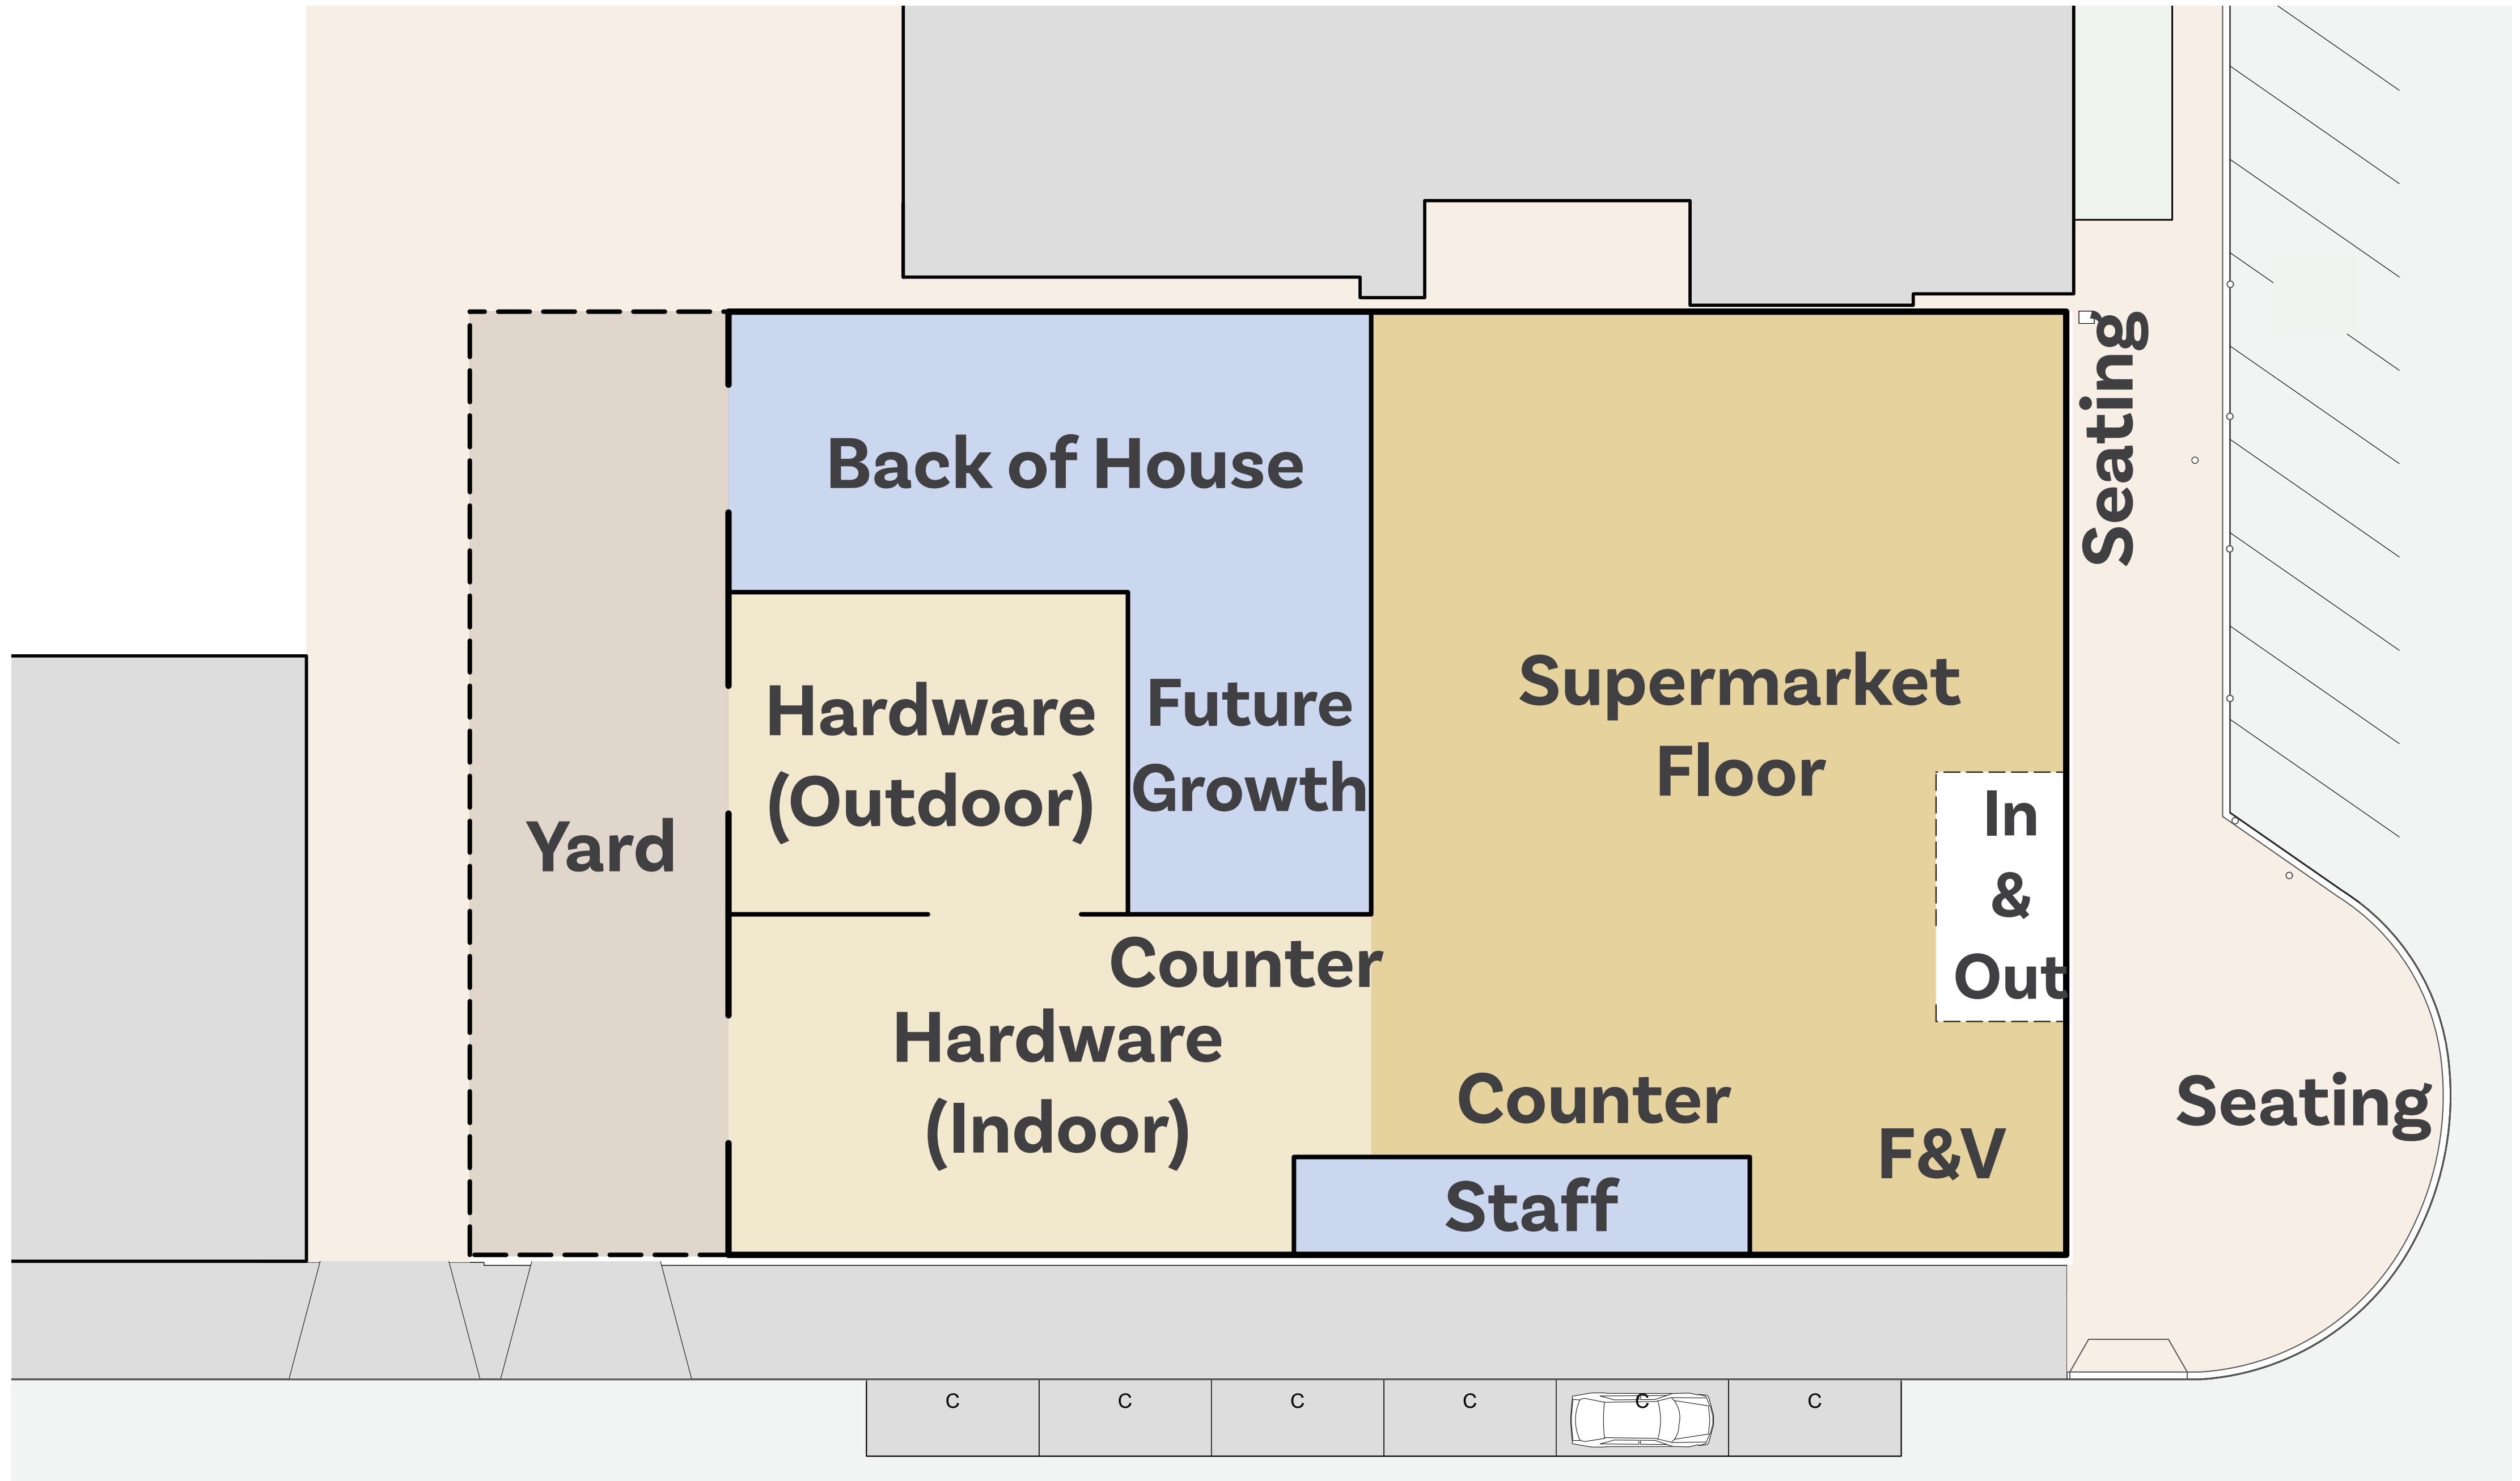 Seating
Back of House
Supermarket
Floor
Hardware
(Outdoor)
Future
Growth
Yard
In
&
Out
Counter
Hardware
(Indoor)
Counter
F&V
Seating
Staff
C
C
C
C
C
C